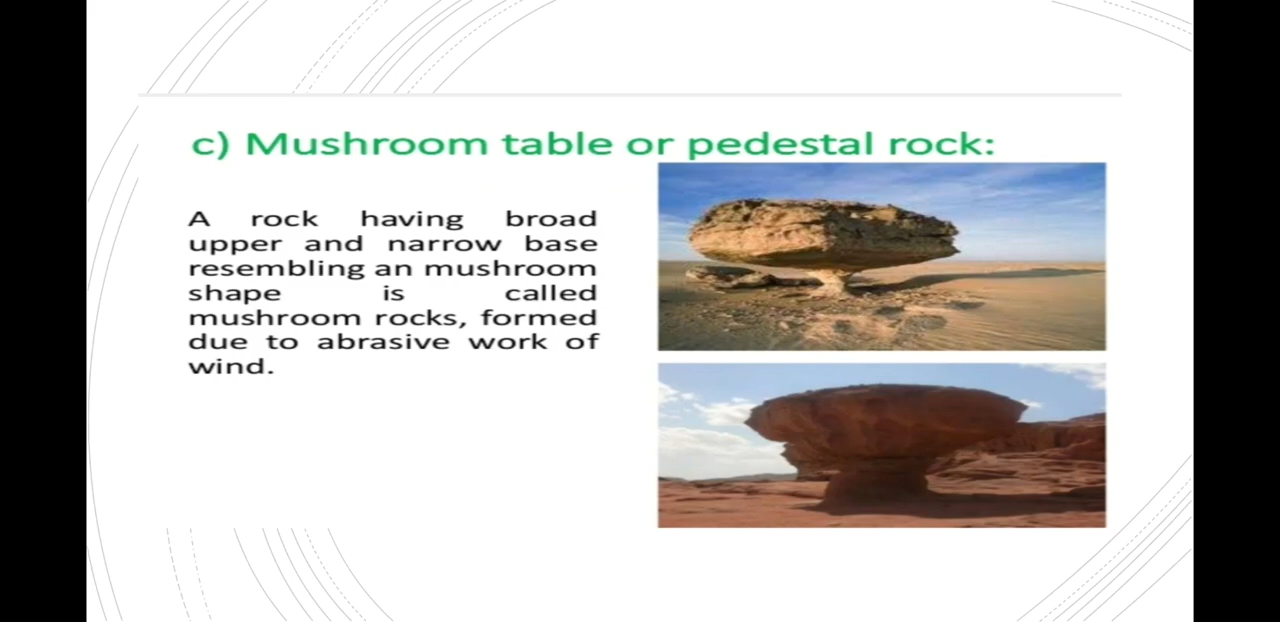 c) Mushroom table or pedestal rock:
A rock having broad
upper and narrow base
resembling an mushroom
shape is called
mushroom rocks, formed
due to abrasive work of
wind.